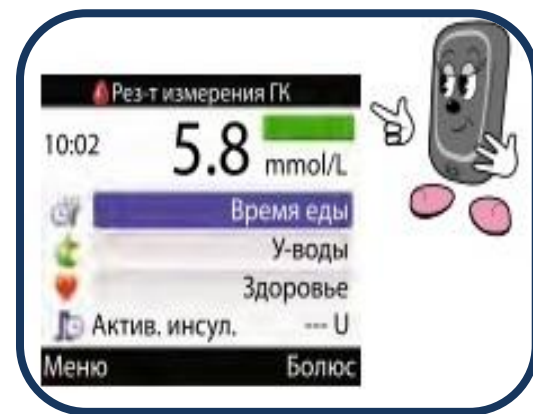 Рез-т измерения ГК
10:02 5.8 mmol/L
Время еды
У-воды
Здоровье
Актив. инсул. --- U
Меню Болюс